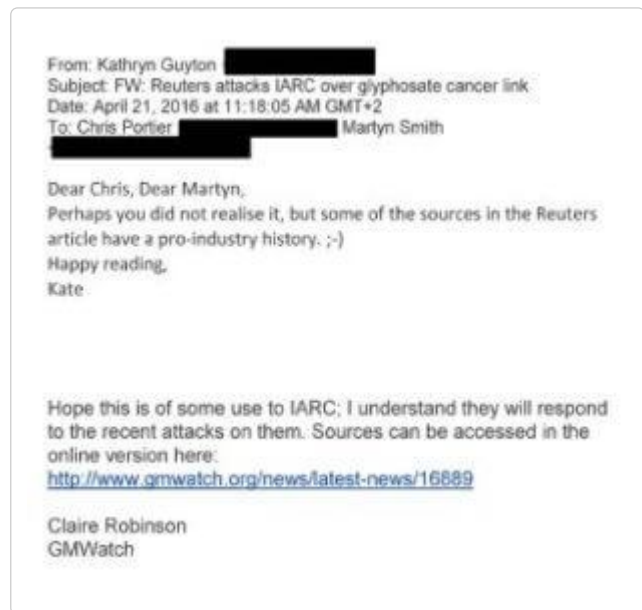 From: Kathryn Guyton
Subject: FW: Reuters attacks IARC over glyphosate cancer link
Date: April 21, 2016 at 11:18:05 AM GMT+2
To: Chris Portier Martyn Smith
Dear Chris, Dear Martyn,
Perhaps you did not realise it, but some of the sources in the Reuters
article have a pro-industry history. ;-)
Happy reading,
Kate
Hope this is of some use to IARC; I understand they will respond
to the recent attacks on them. Sources can be accessed in the
online version here:
http://www.gmwatch.org/news/latest-news/16889
Claire Robinson
GMWatch